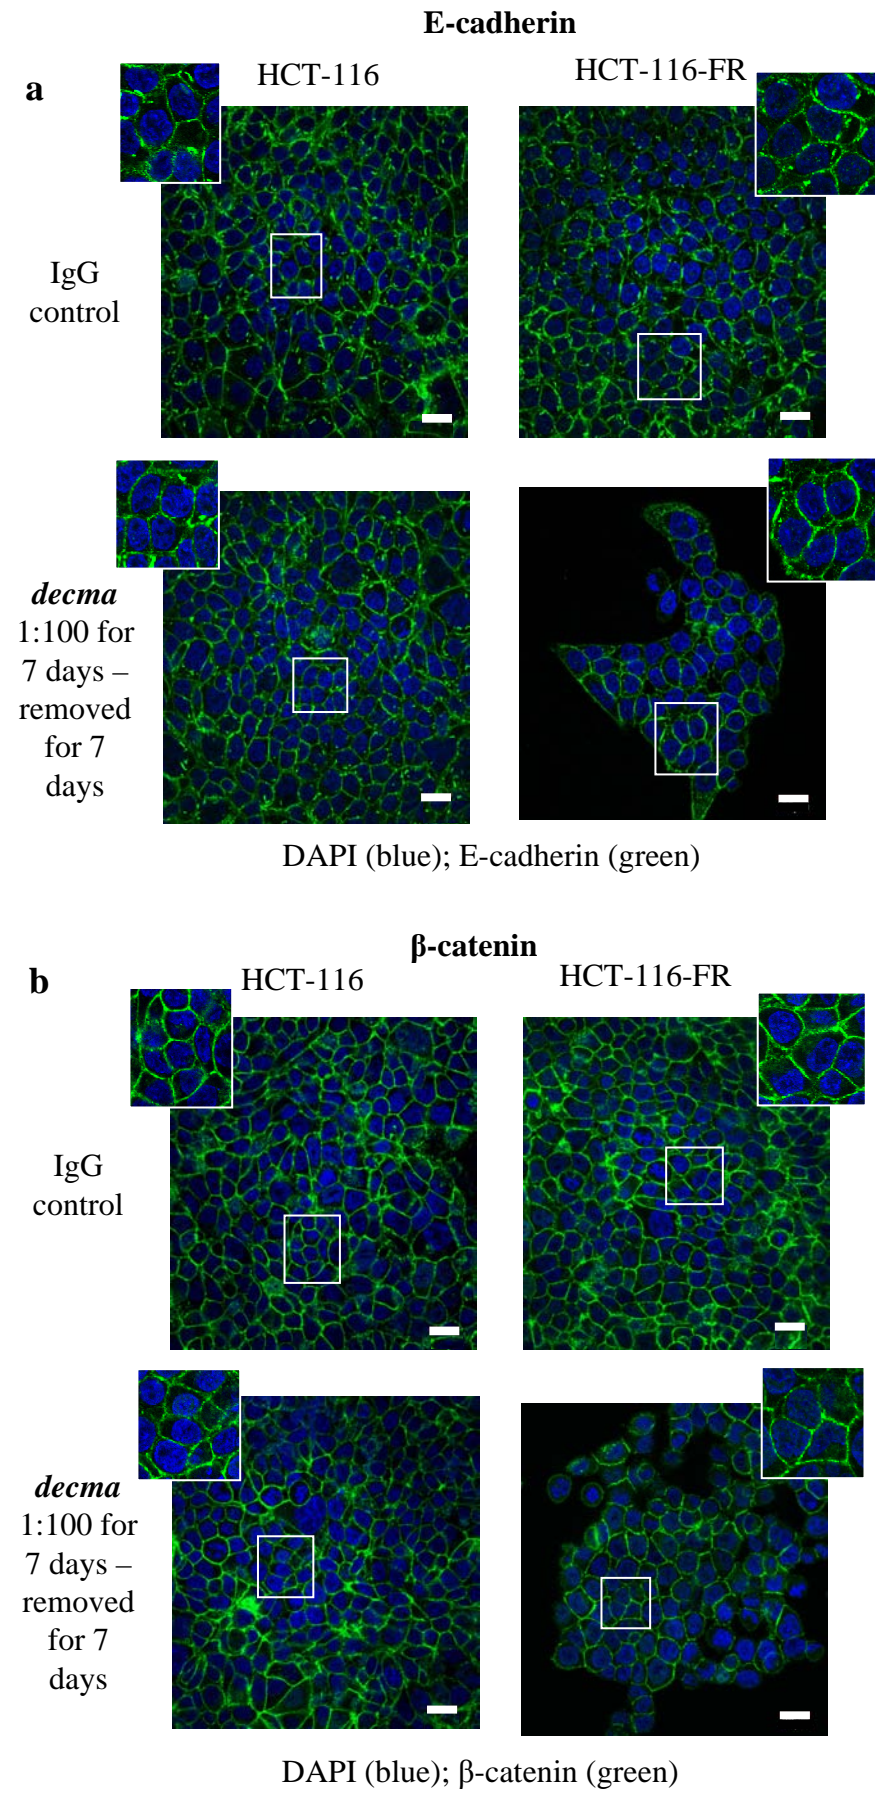 E-cadherin
a
HCT-116
HCT-116-FR
IgG
control
decma
1:100 for
7 days –
removed
for 7
days
DAPI (blue); E-cadherin (green)
β-catenin
b
HCT-116
HCT-116-FR
IgG
control
decma
1:100 for
7 days –
removed
for 7
days
DAPI (blue); β-catenin (green)